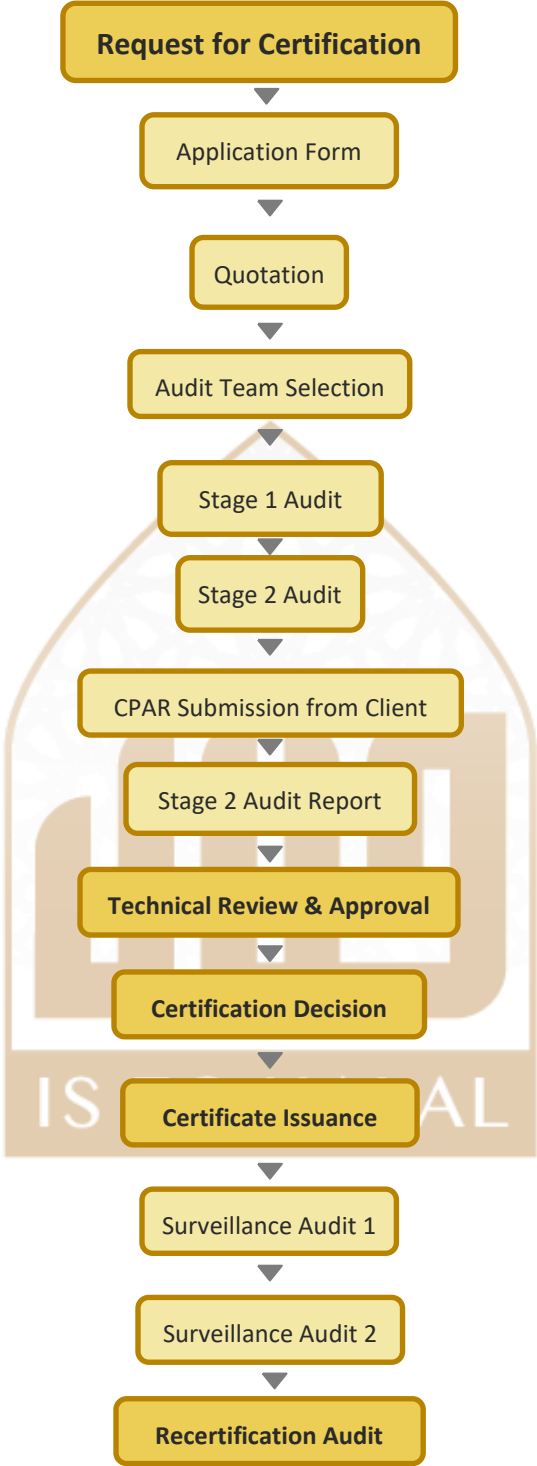 Request for Certification
Application Form
Quotation
Audit Team Selection
Stage 1 Audit
Stage 2 Audit
CPAR Submission from Client
Stage 2 Audit Report
Technical Review & Approval
Certification Decision
IS AL
Certificate Issuance
Surveillance Audit 1
Surveillance Audit 2
Recertification Audit